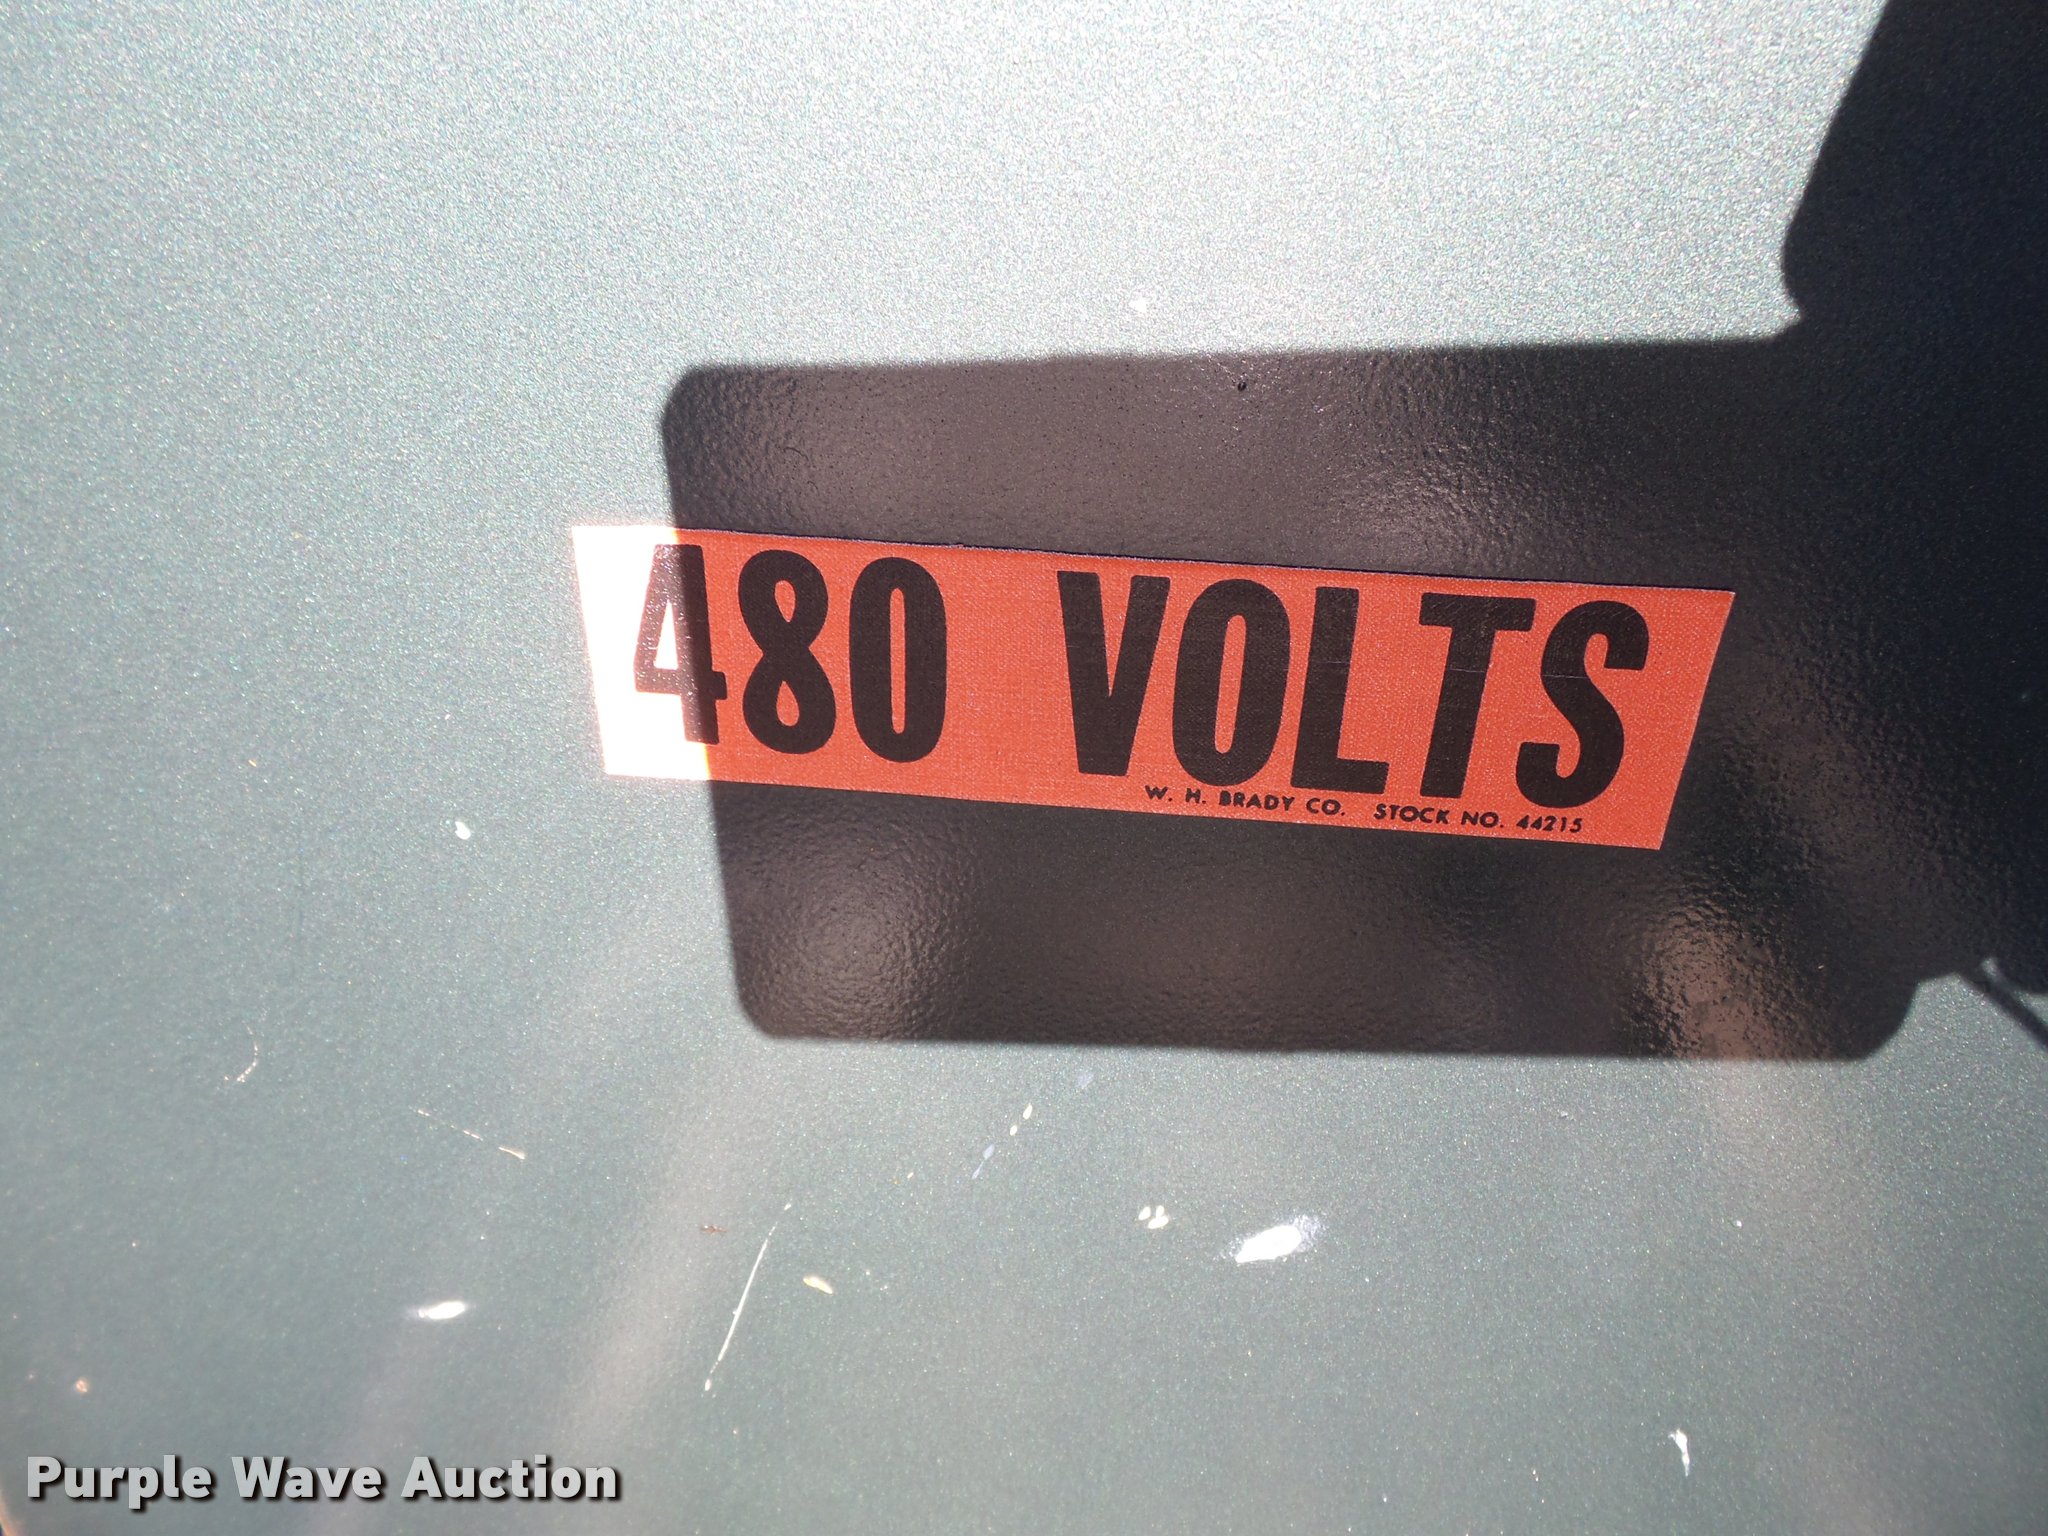 480 VOLTS
W. H. BRADY CO. STOCK NO. 44215
Purple Wave Auction